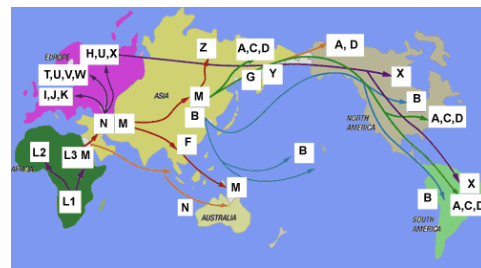 H,U,X
Z
A,C,D
A, D
EUROPE
T,U,V,W
G
Y
X
I,J,K
ASIA
M
B
B
N M
NORTH
AMERICA
A,C,D
L2
L3 M
F
B
AFRICA
M
X
L1
N
AUSTRALIA
B
A,C,D
SOUTH
AMERICA